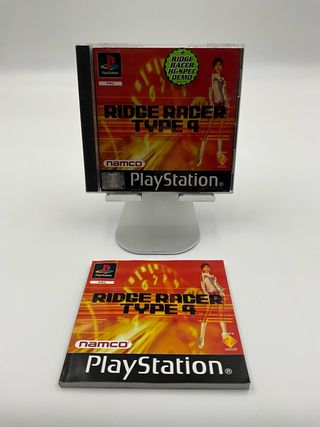 PlayStation
PAL
+
RIDGE
RACER
HI-SPEC
DEMO
RIDGE RACER
TYPE 4
namco
PlayStation®
PlayStation
PAL
RIDGE RACER
TYPE 4
namco
PlayStation®